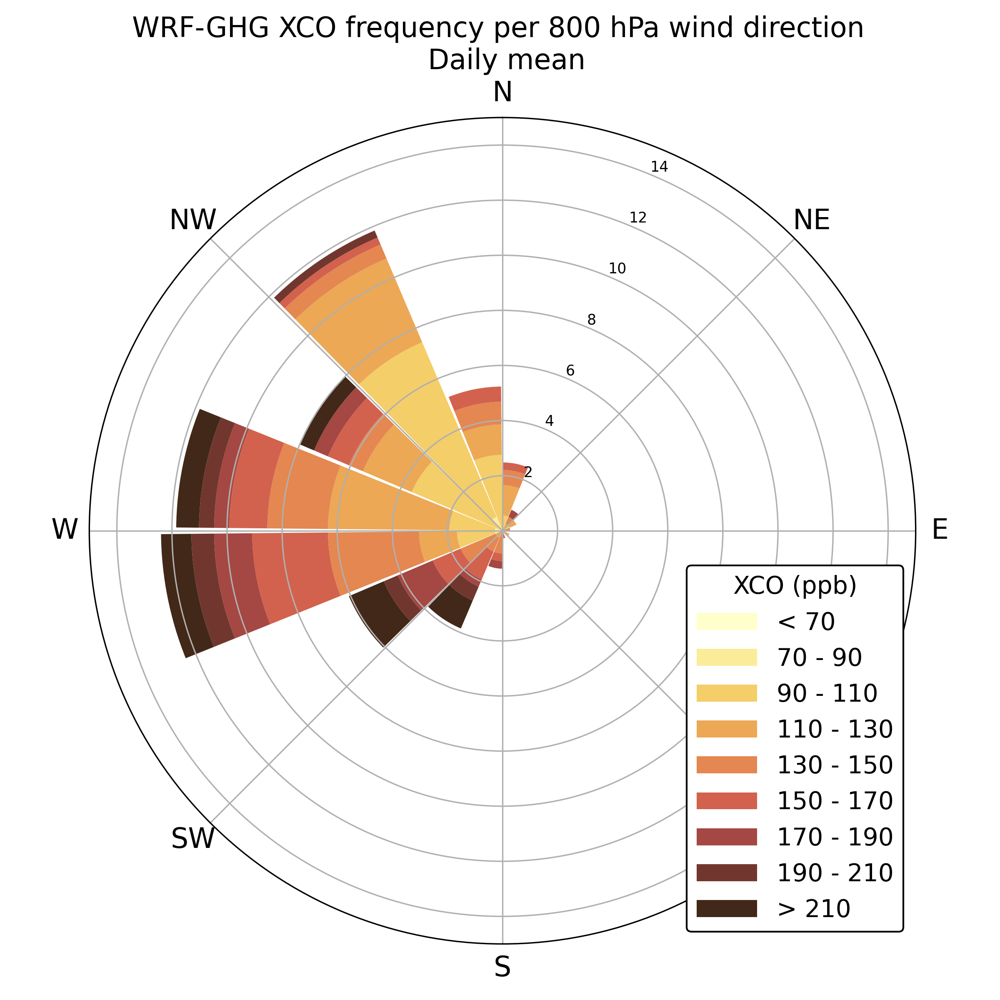 WRF-GHG XCO frequency per 800 hPa wind direction
Daily mean
N
14
NW
NE
12
10
8
6
4
2
W
E
XCO (ppb)
< 70
70 - 90
90 - 110
110 - 130
130 - 150
150 - 170
170 - 190
190 - 210
> 210
SW
S